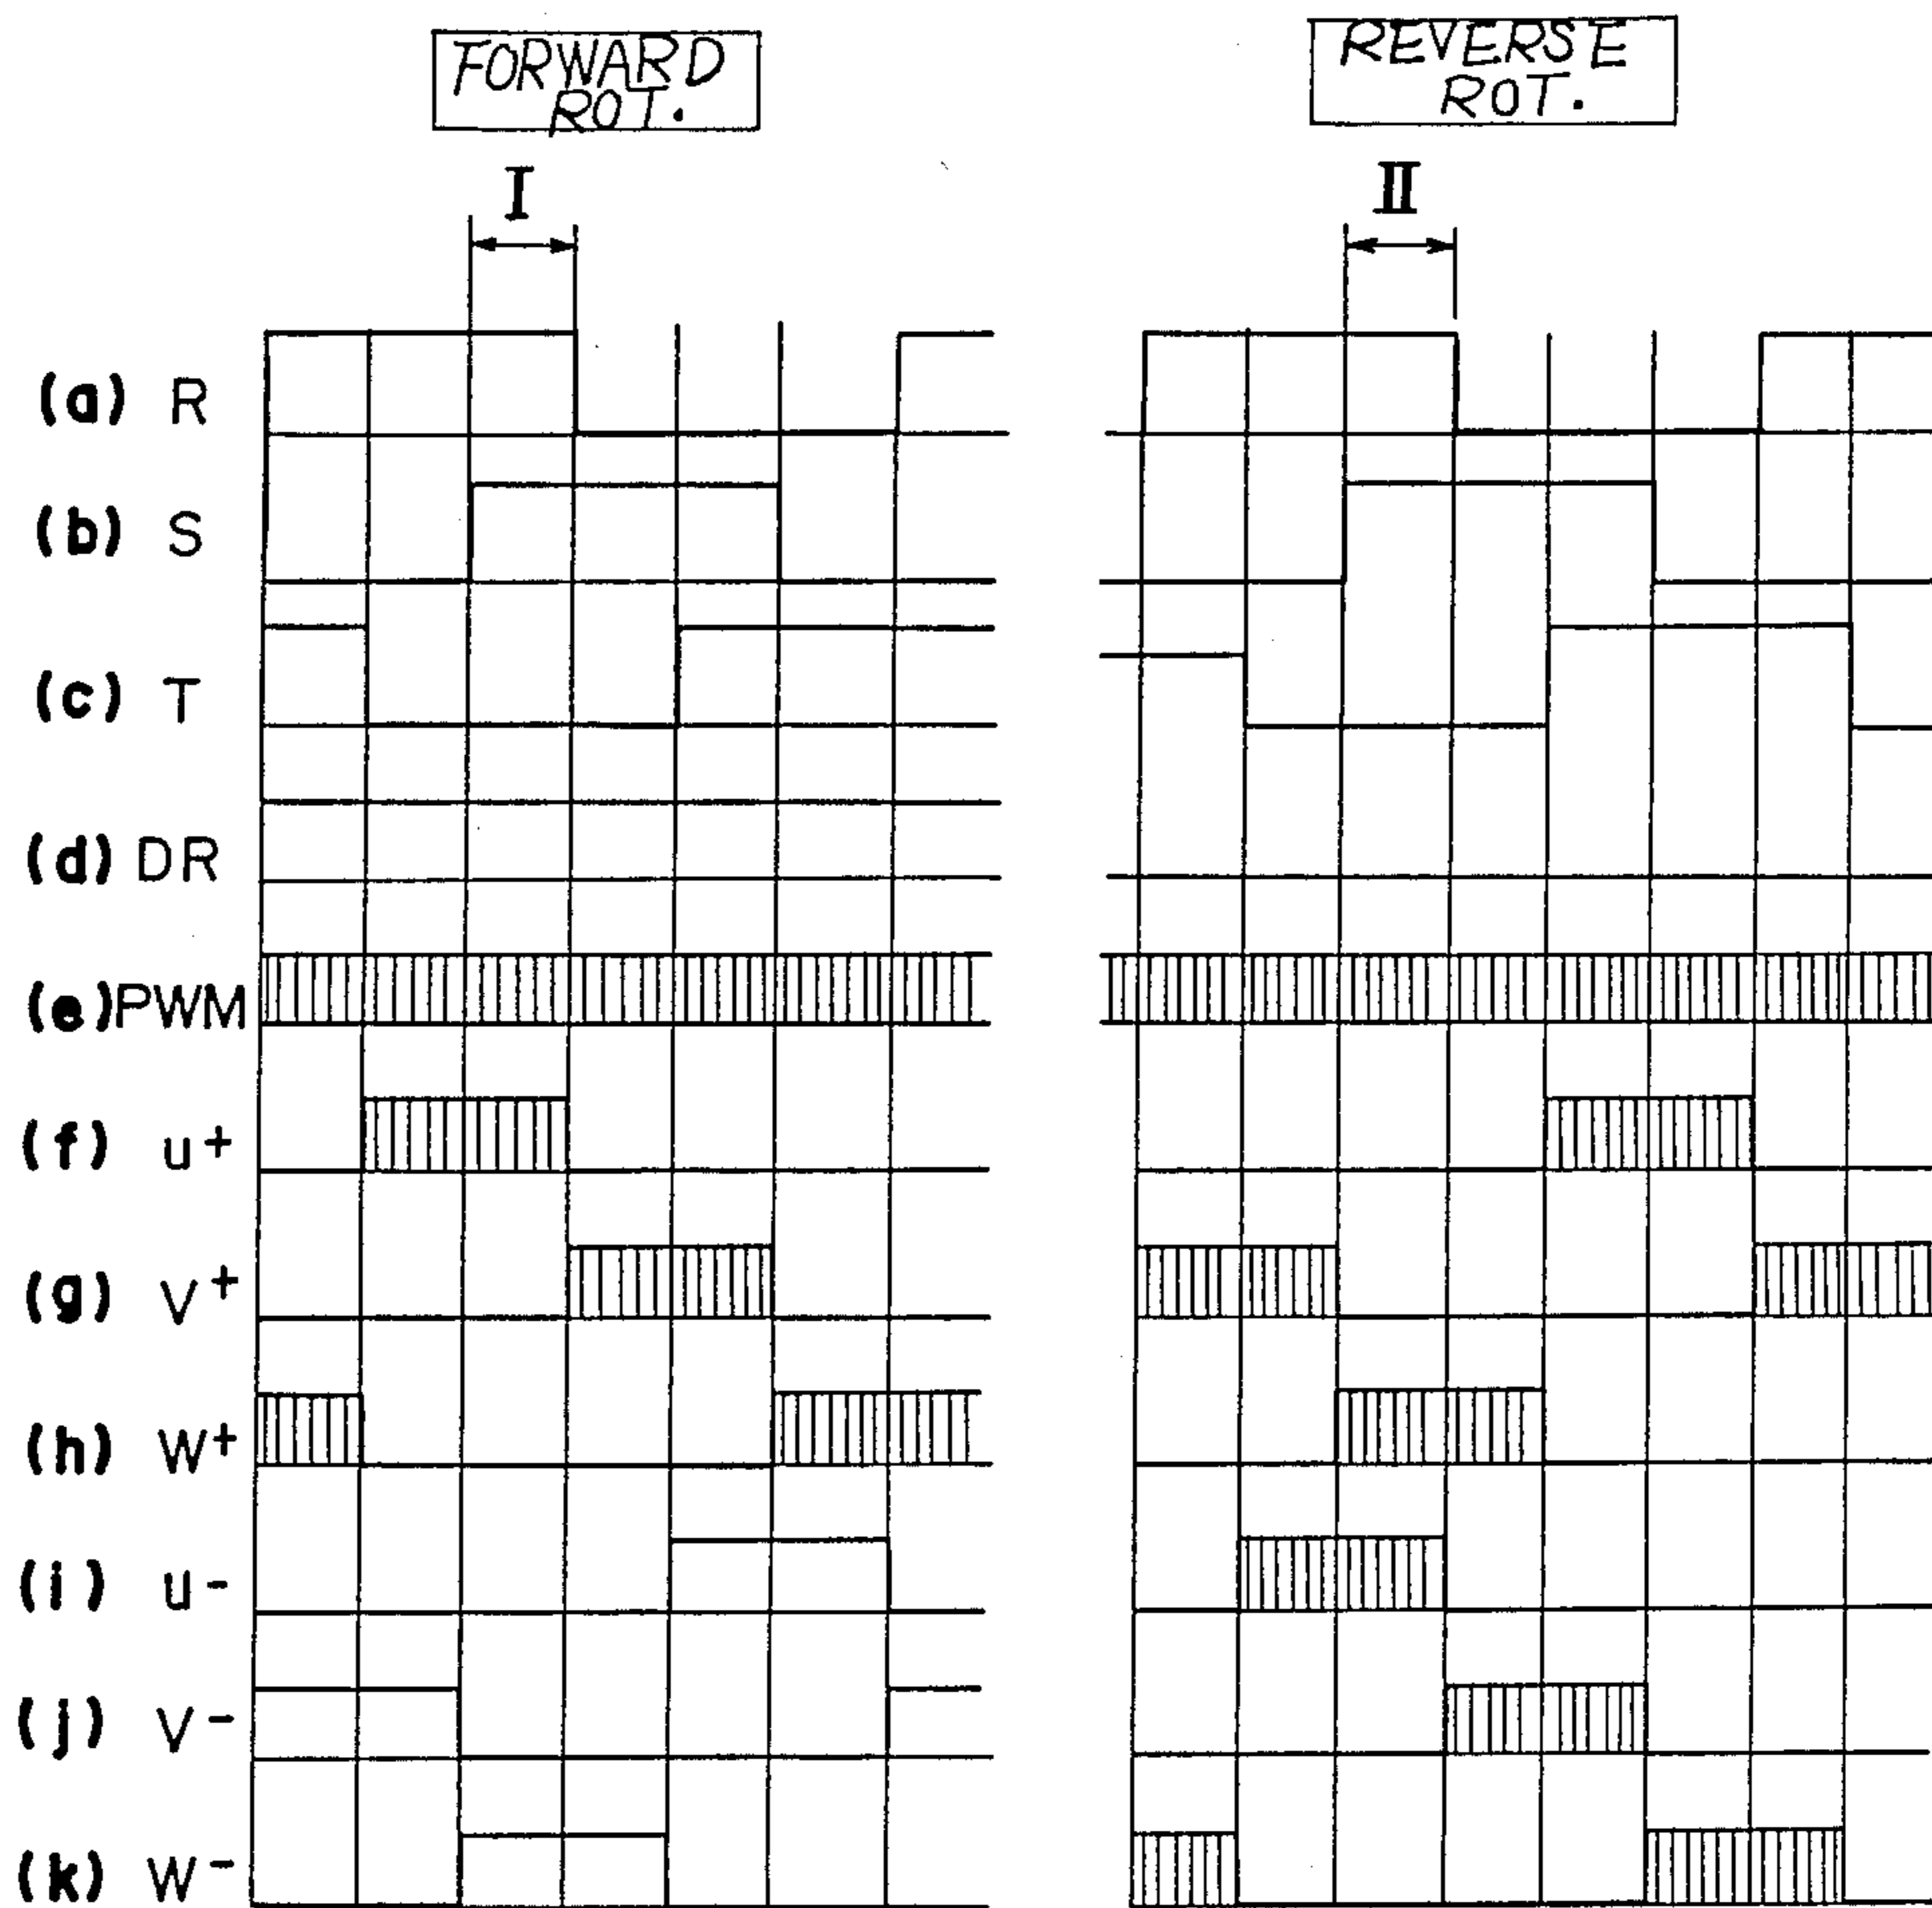 FORWARD
ROT.
REVERSE
ROT.
I
II
(a) R
(b) S
(c) T
(d) DR
(e) PWM
(f) u+
(g) V+
(h) W+
(i) u-
(j) V-
(k) W-